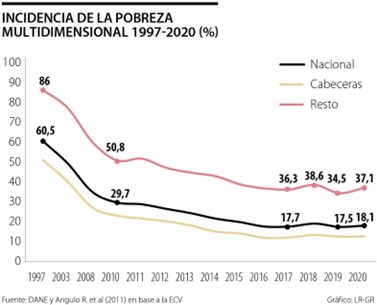 INCIDENCIA DE LA POBREZA
MULTIDIMENSIONAL 1997-2020 (%)
Nacional
Cabeceras
Resto
100
90
80
70
60
50
40
30
20
10
0
86
60,5
50,8
29,7
36,3
38,6
34,5
37,1
17,7
17,5
18,1
1997 2003 2008 2010 2011 2012 2013 2014 2015 2016 2017 2018 2019 2020
Fuente: DANE y Angulo R. et al (2011) en base a la ECV
Gráfico: LR-GR